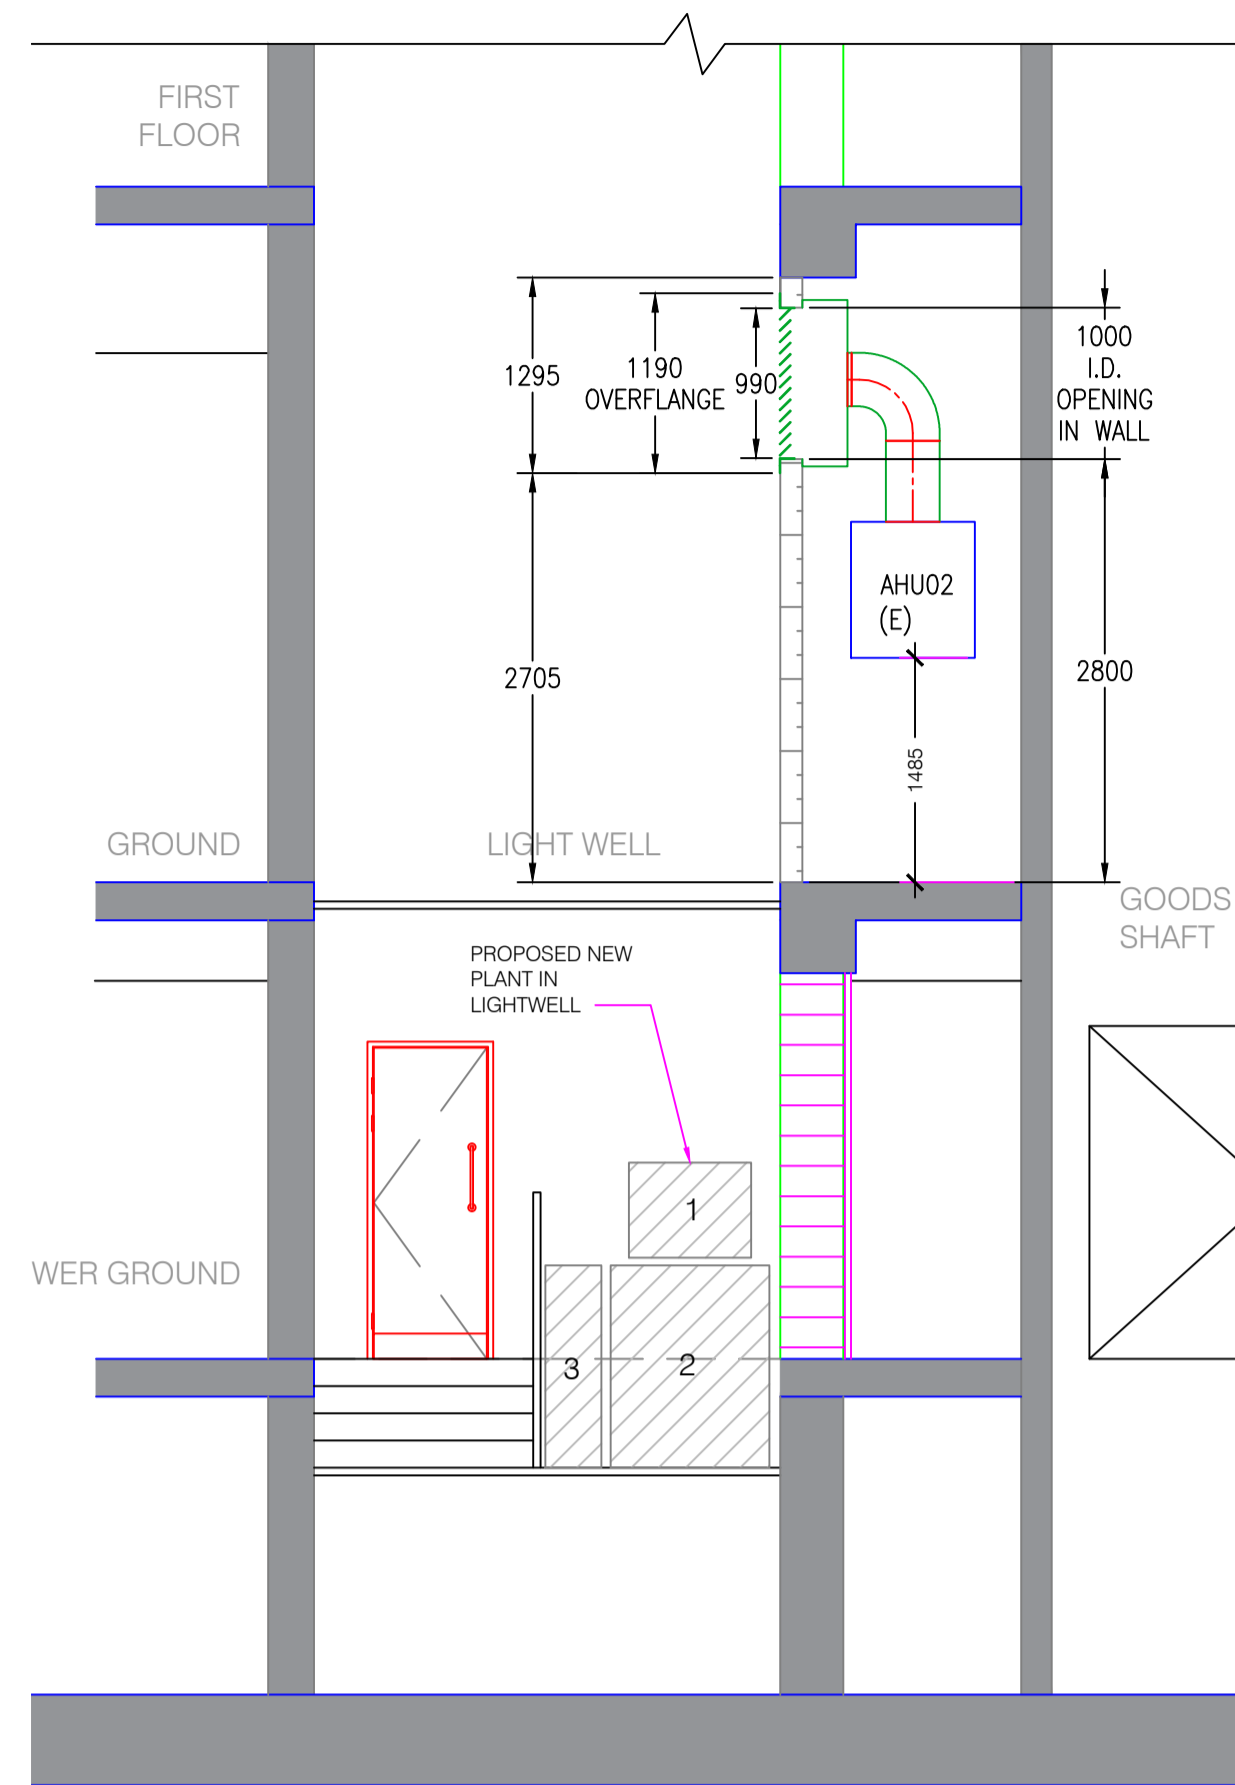 FIRST
FLOOR
1295
1190
OVERFLANGE
990
1000
I.D.
OPENING
IN WALL
AHU02
(E)
2705
2800
1485
GROUND
LIGHT WELL
GOODS
SHAFT
PROPOSED NEW
PLANT IN
LIGHTWELL
1
WER GROUND
3
2